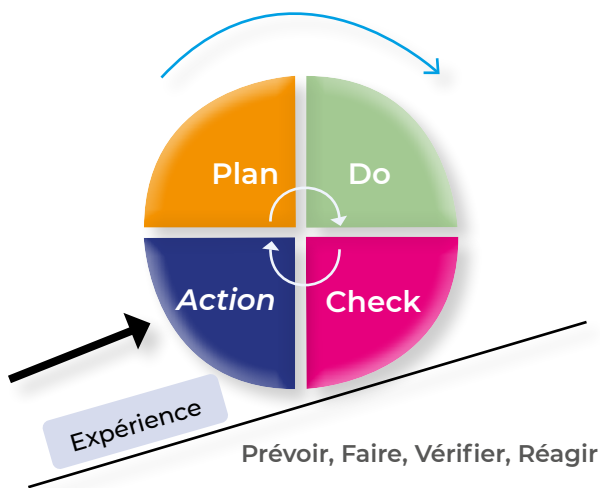 Plan
Do
Action
Check
Expérience
Prévoir, Faire, Vérifier, Réagir